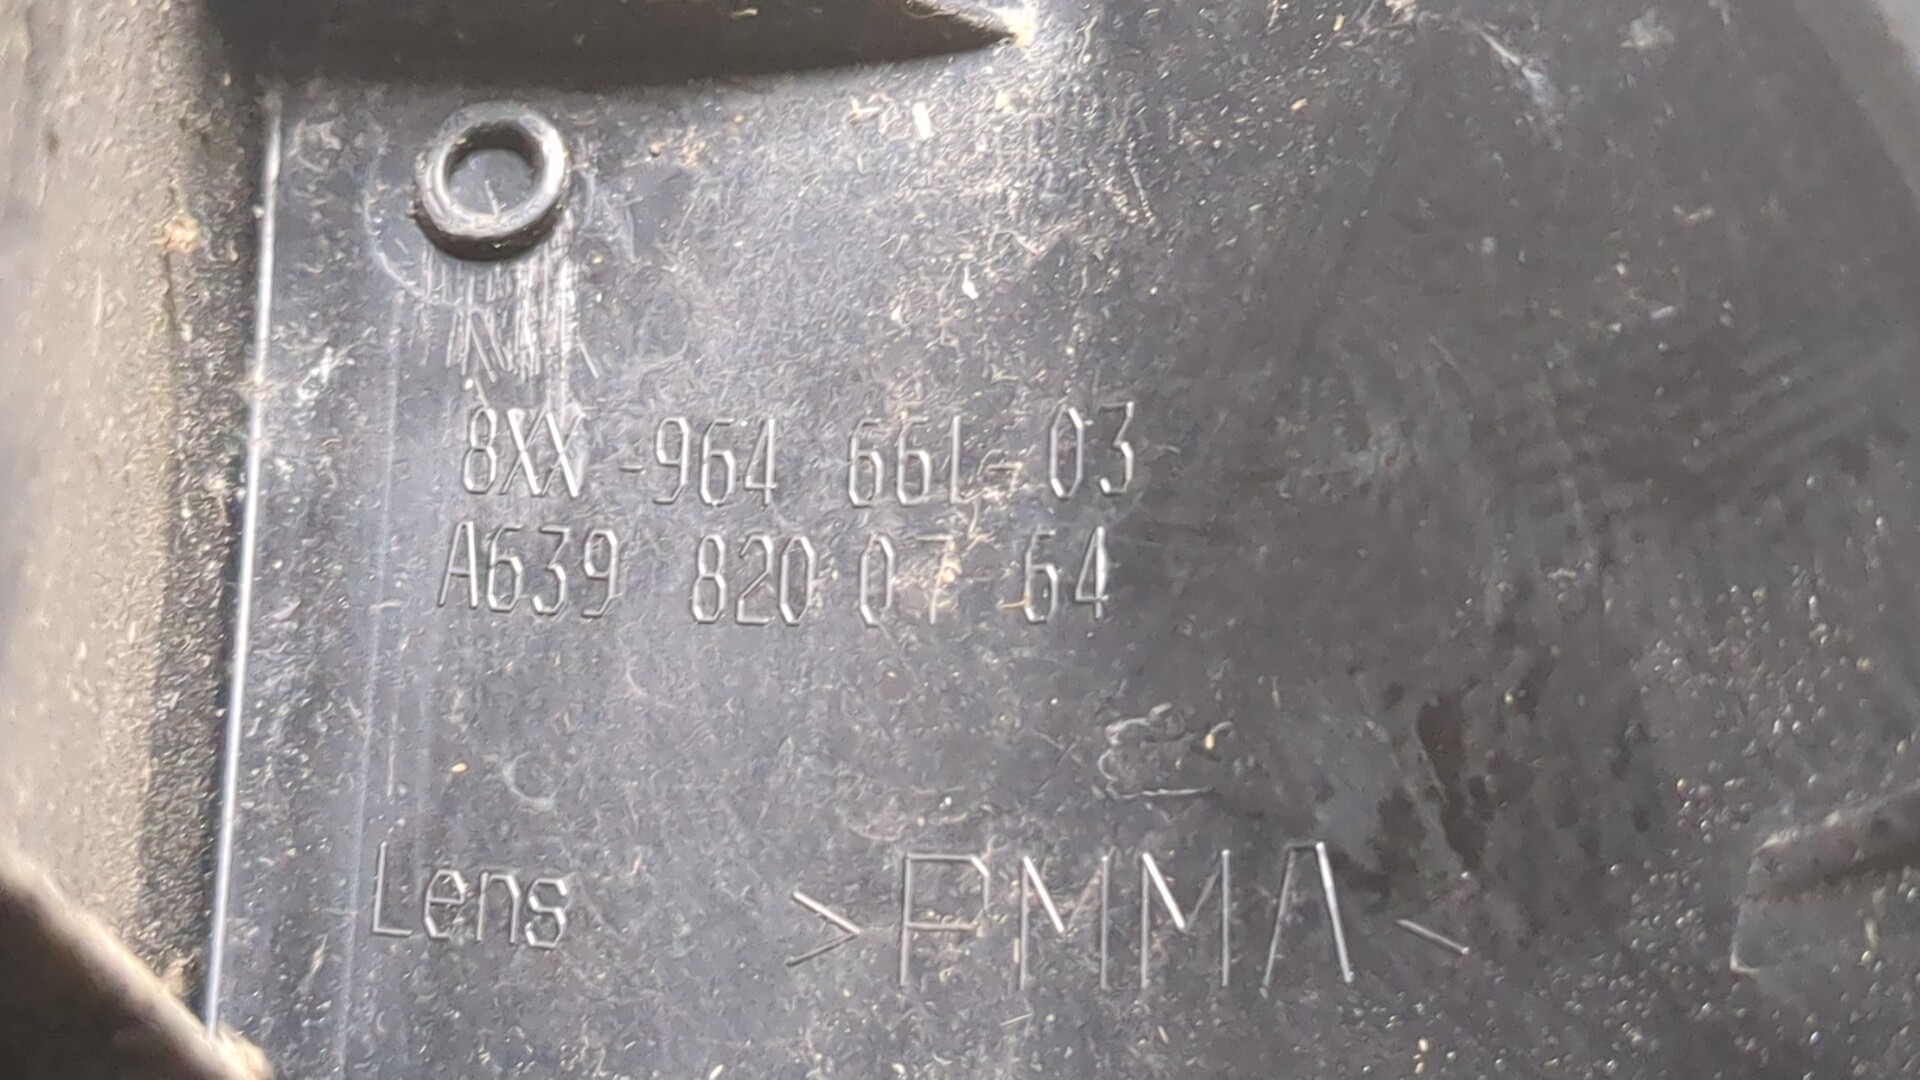 8XX-964 661-03
A639 820 07 64
Lens >PMMA<